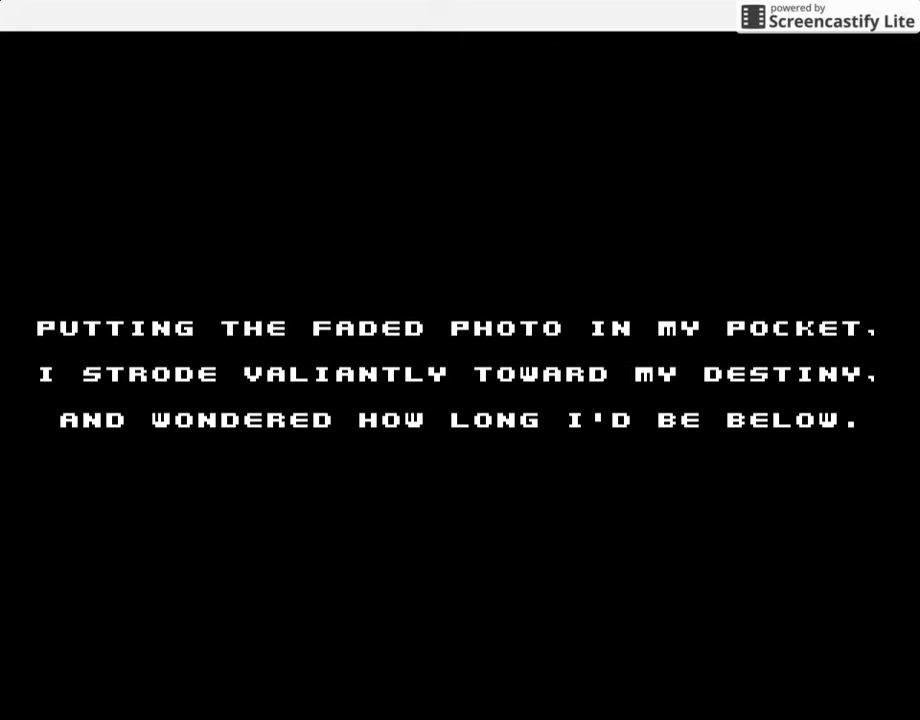 powered by
Screencastify Lite
PUTTING THE FADED PHOTO IN MY POCKET,
I STRODE VALIANTLY TOWARD MY DESTINY,
AND WONDERED HOW LONG I'D BE BELOW.